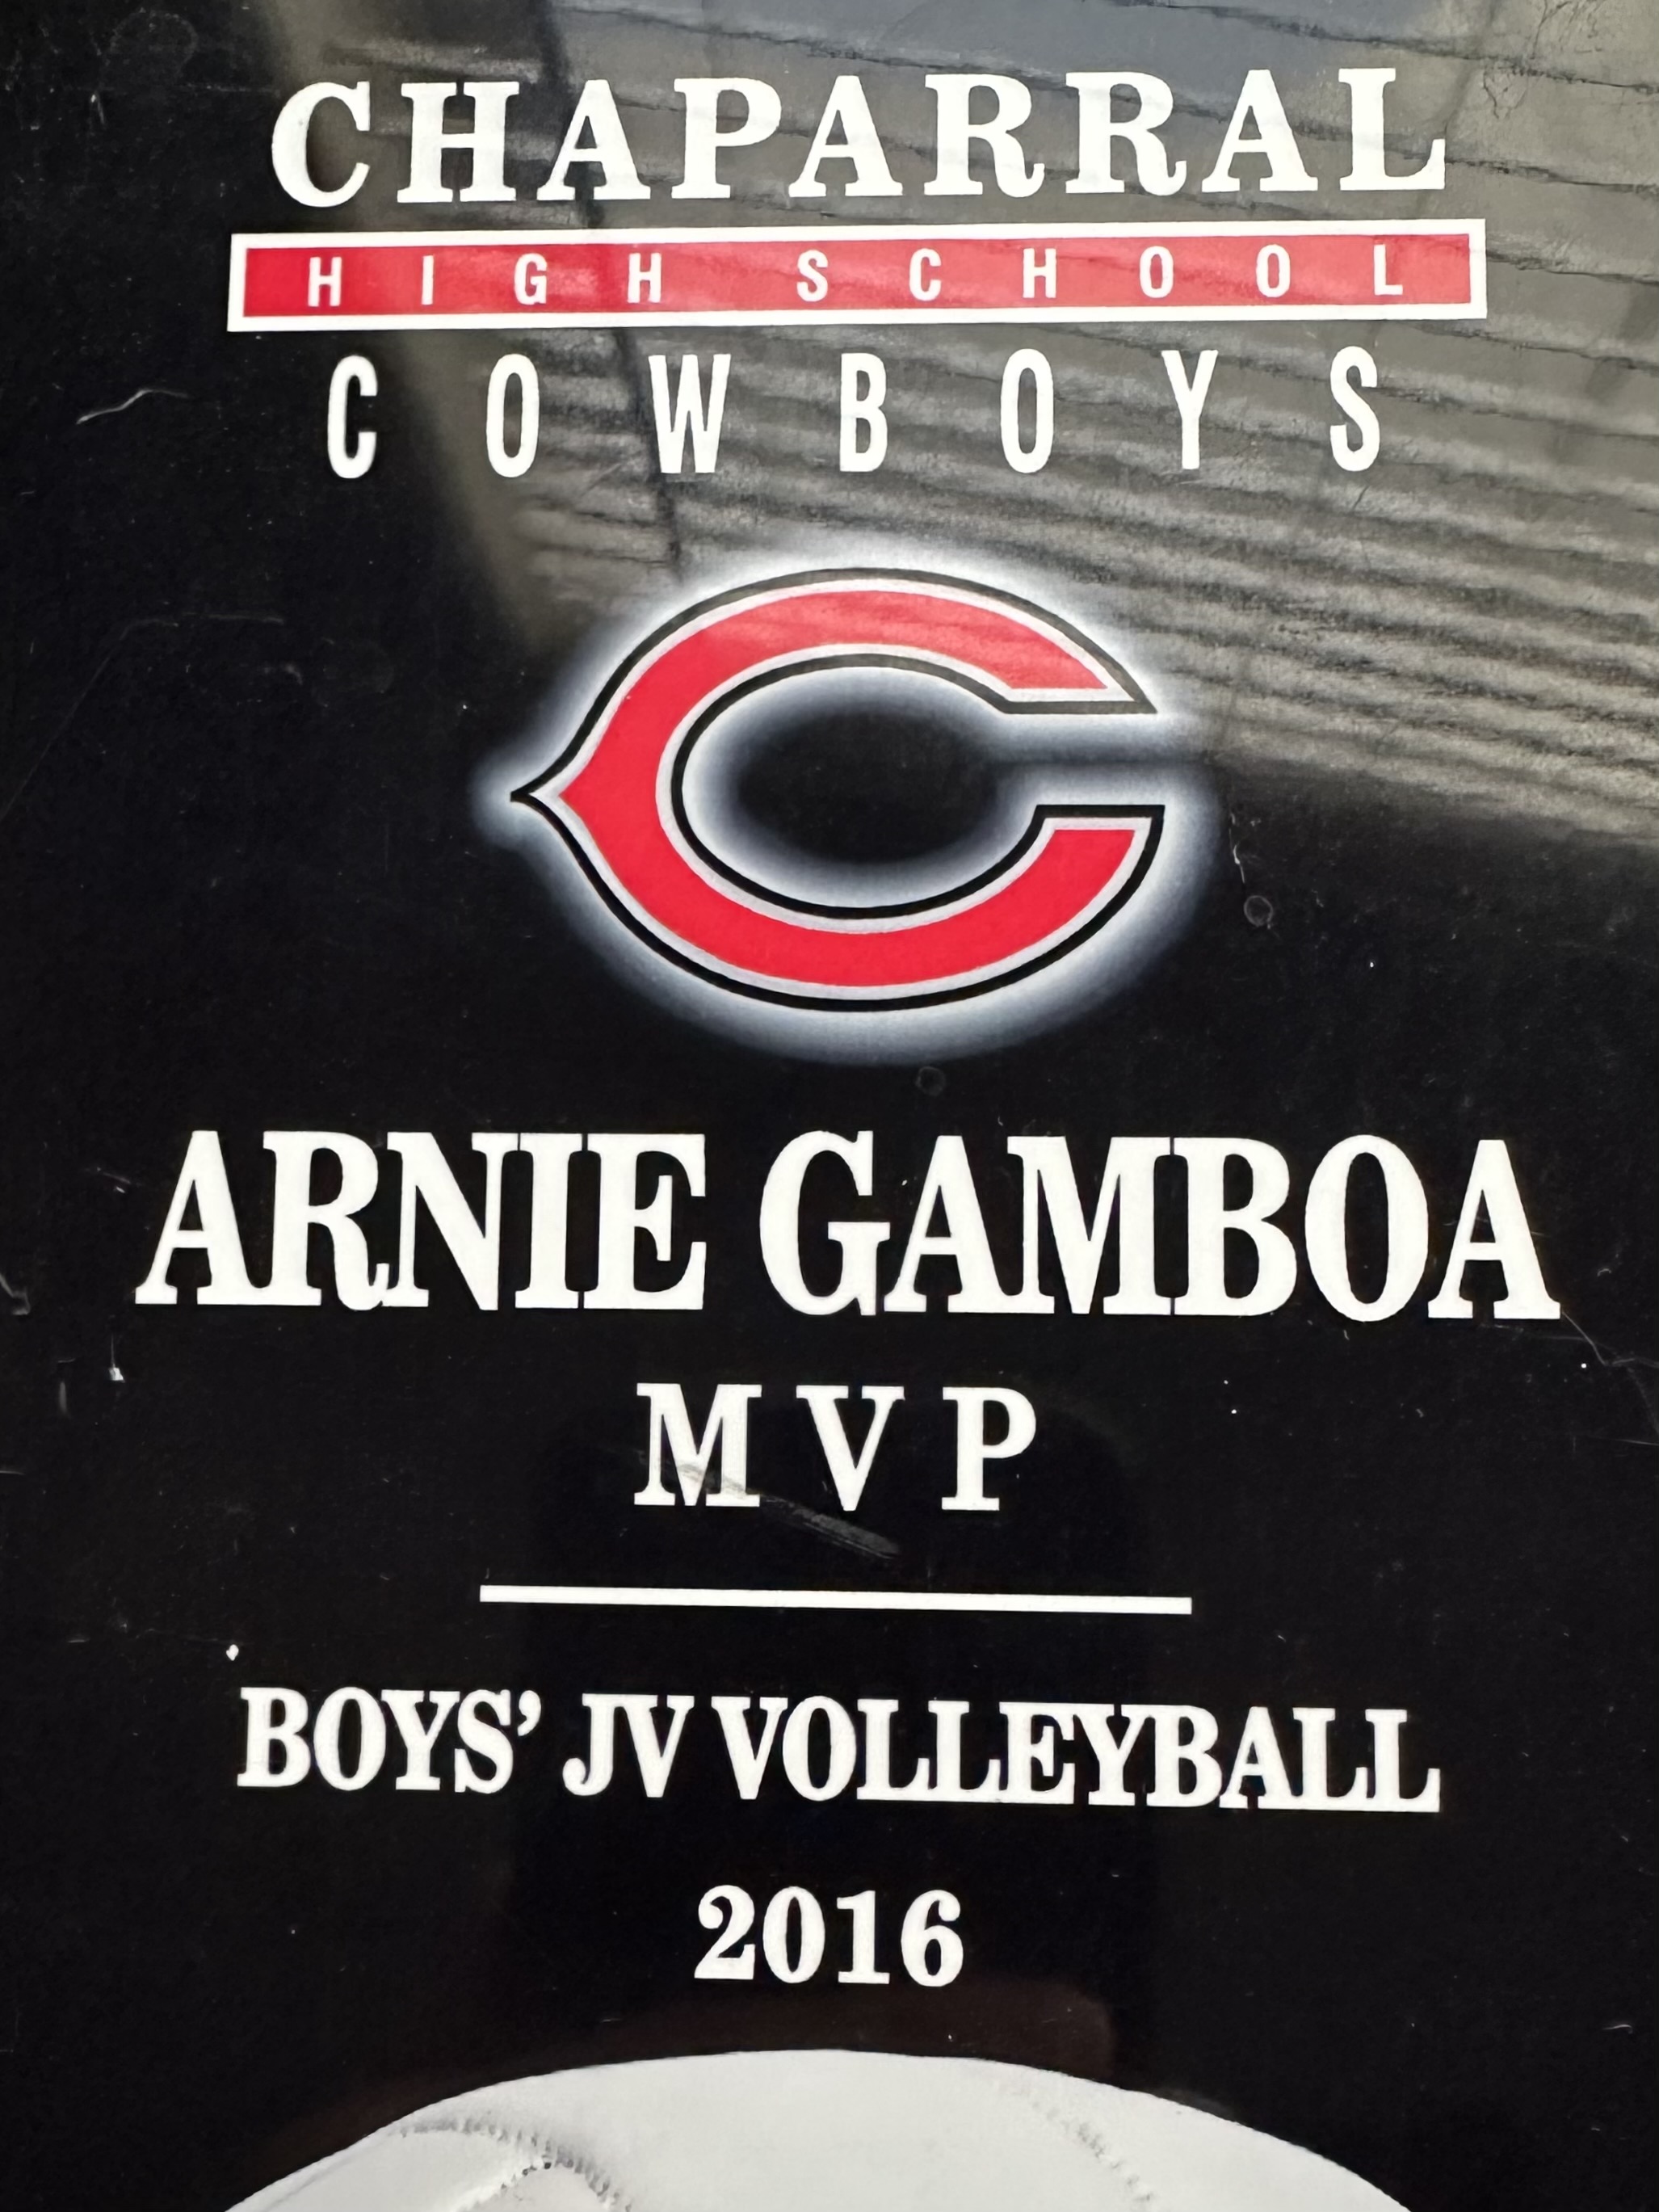 CHAPARRAL
HIGH SCHOOL
COWBOYS
C
ARNIE GAMBOA
MVP
BOYS’ JV VOLLEYBALL
2016